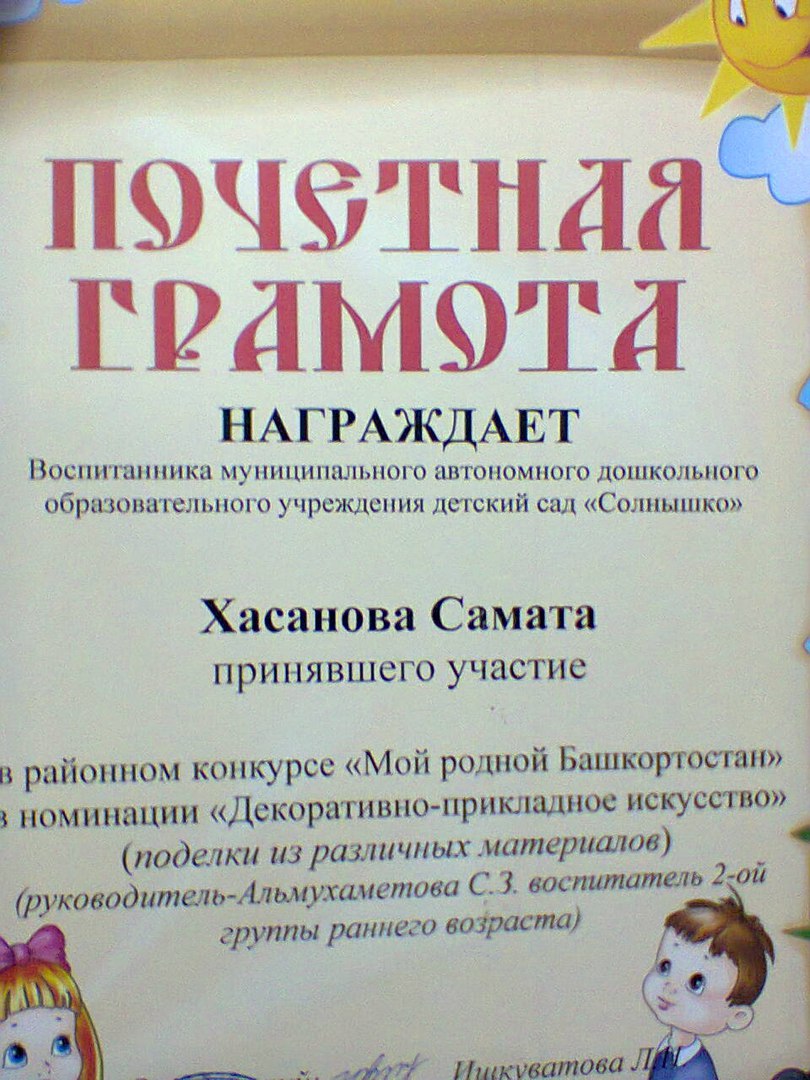 ПОЧЕТНАЯ
ГРАМОТА
НАГРАЖДАЕТ
Воспитанника муниципального автономного дошкольного
образовательного учреждения детский сад «Солнышко»
Хасанова Самата
принявшего участие
в районном конкурсе «Мой родной Башкортостан»
в номинации «Декоративно-прикладное искусство»
(поделки из различных материалов)
(руководитель-Альмухаметова С.З. воспитатель 2-ой
группы раннего возраста)
Ишкуватова